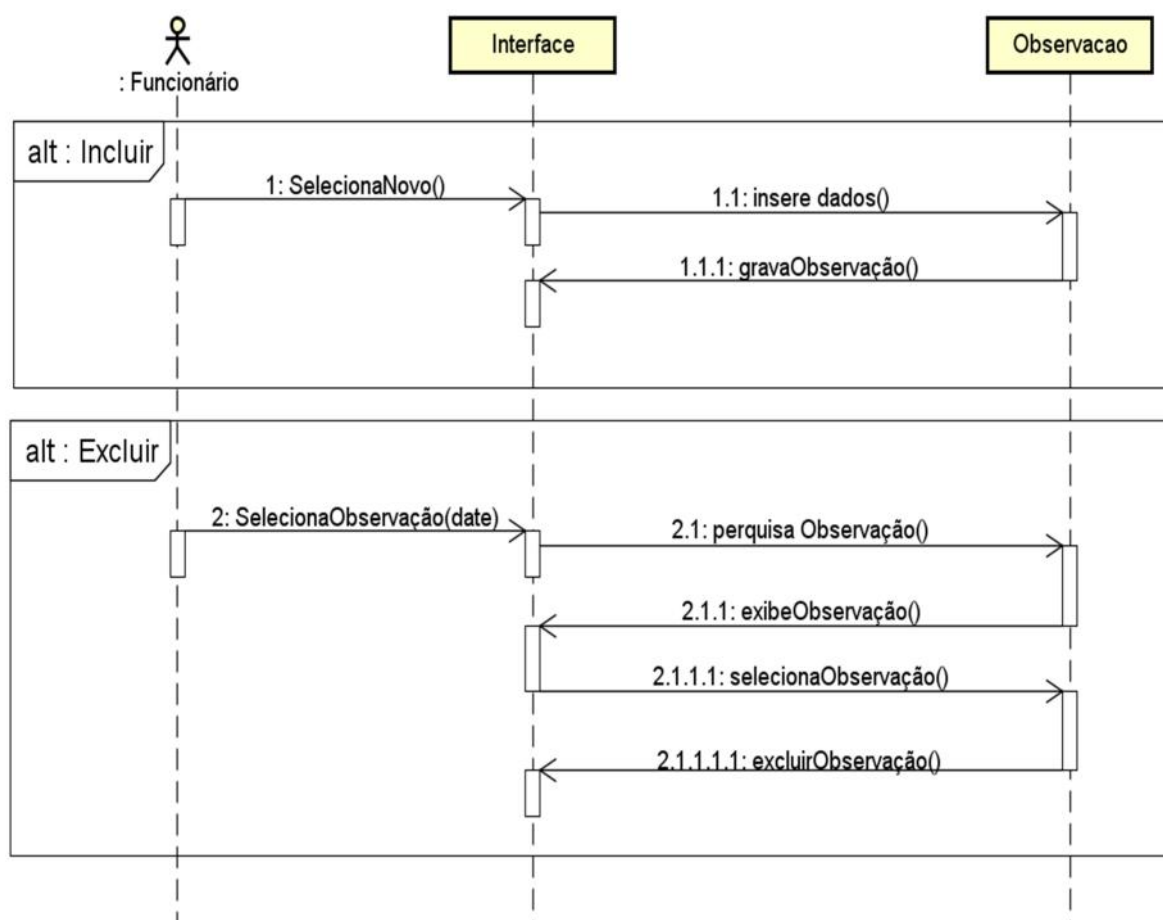 : Funcionário
Interface
Observacao
alt : Incluir
1: SelecionaNovo()
1.1: insere dados()
1.1.1: gravaObservação()
alt : Excluir
2: SelecionaObservação(date)
2.1: perquisa Observação()
2.1.1: exibeObservação()
2.1.1.1: selecionaObservação()
2.1.1.1.1: excluirObservação()